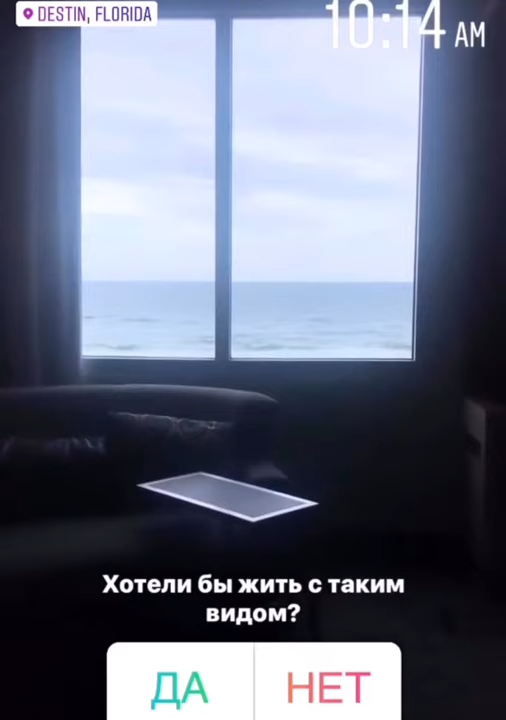 DESTIN, FLORIDA
10:14 AM
Хотели бы жить с таким
видом?
ДА
НЕТ